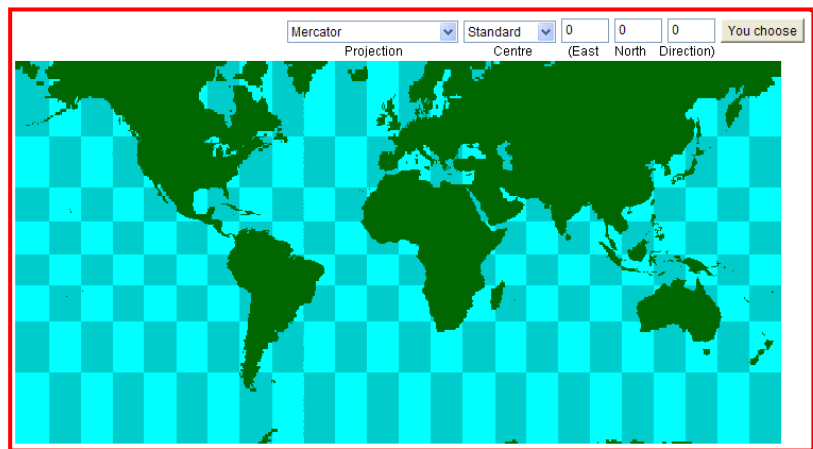 Mercator Standard 0 0 0 You choose
Projection Centre (East North Direction)